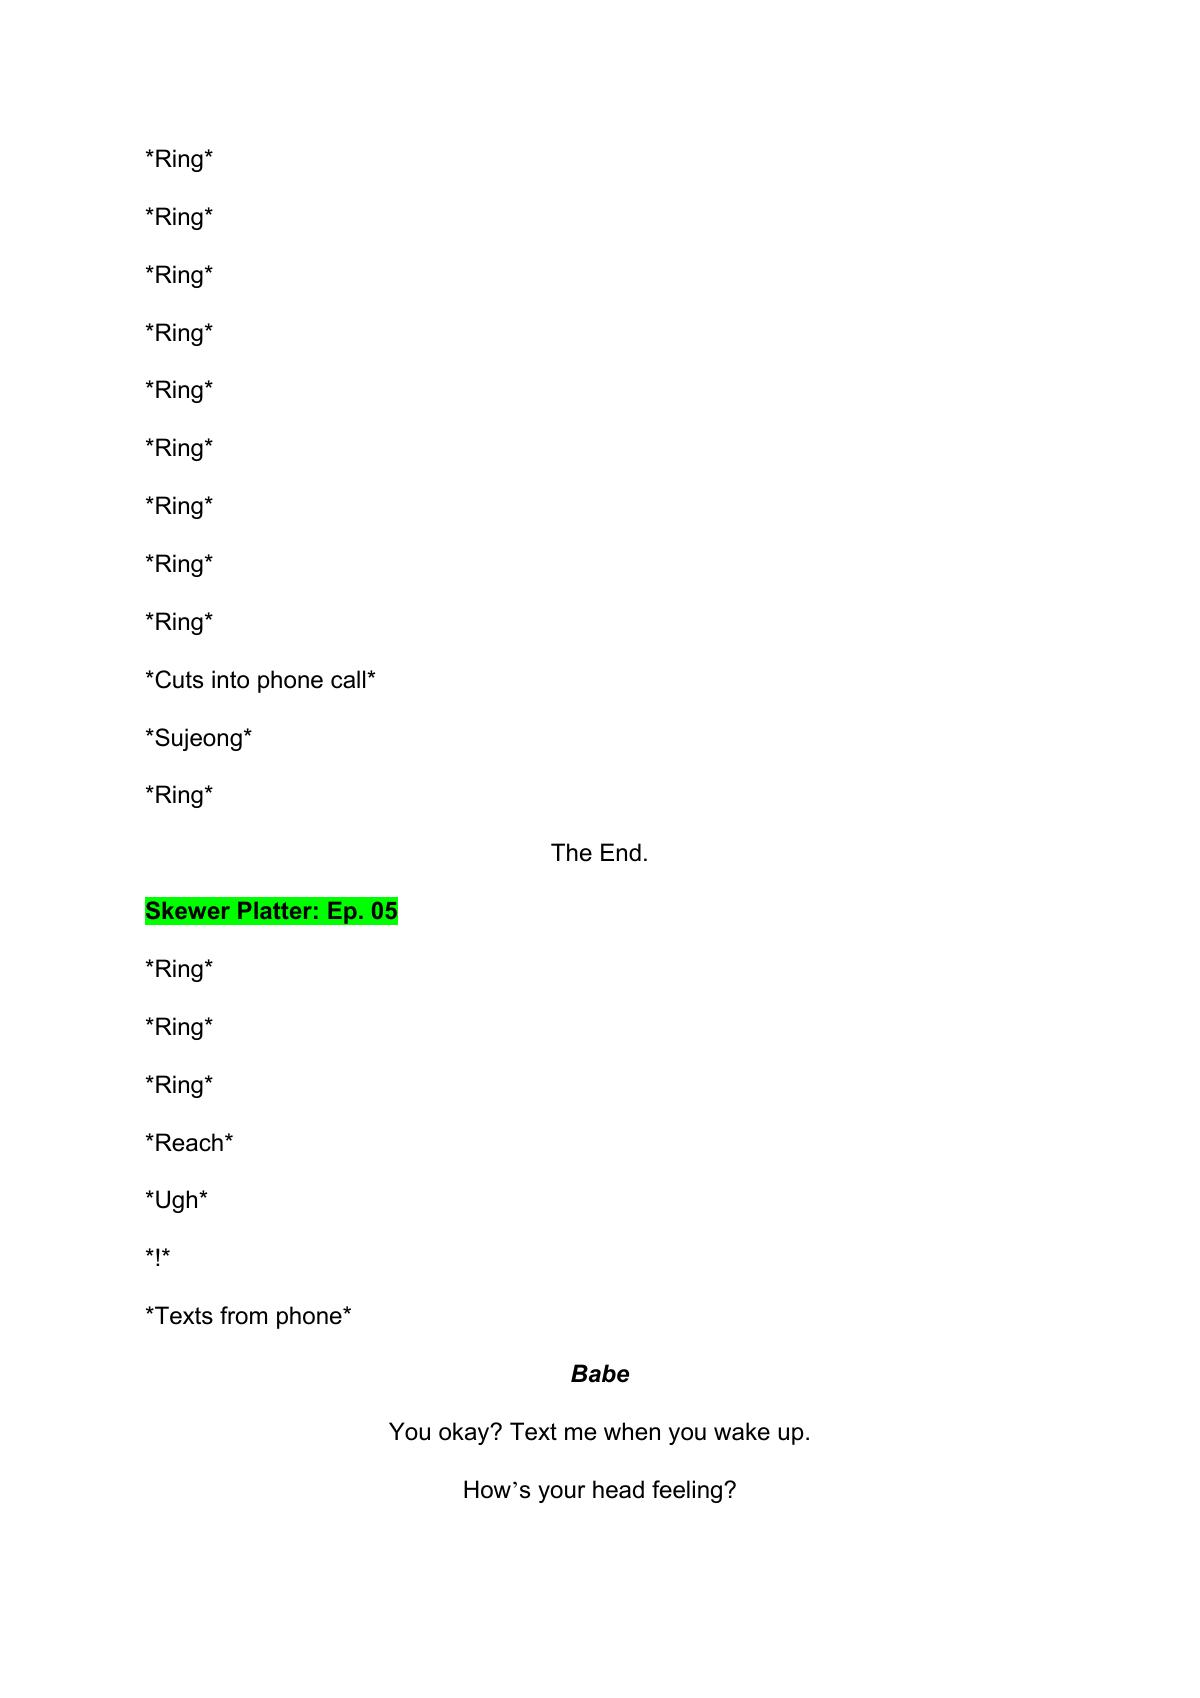 *Ring*
*Ring*
*Ring*
*Ring*
*Ring*
*Ring*
*Ring*
*Ring*
*Ring*
*Cuts into phone call*
*Sujeong*
*Ring*
The End.
Skewer Platter: Ep. 05
*Ring*
*Ring*
*Ring*
*Reach*
*Ugh*
*!*
*Texts from phone*
Babe
You okay? Text me when you wake up.
How’s your head feeling?